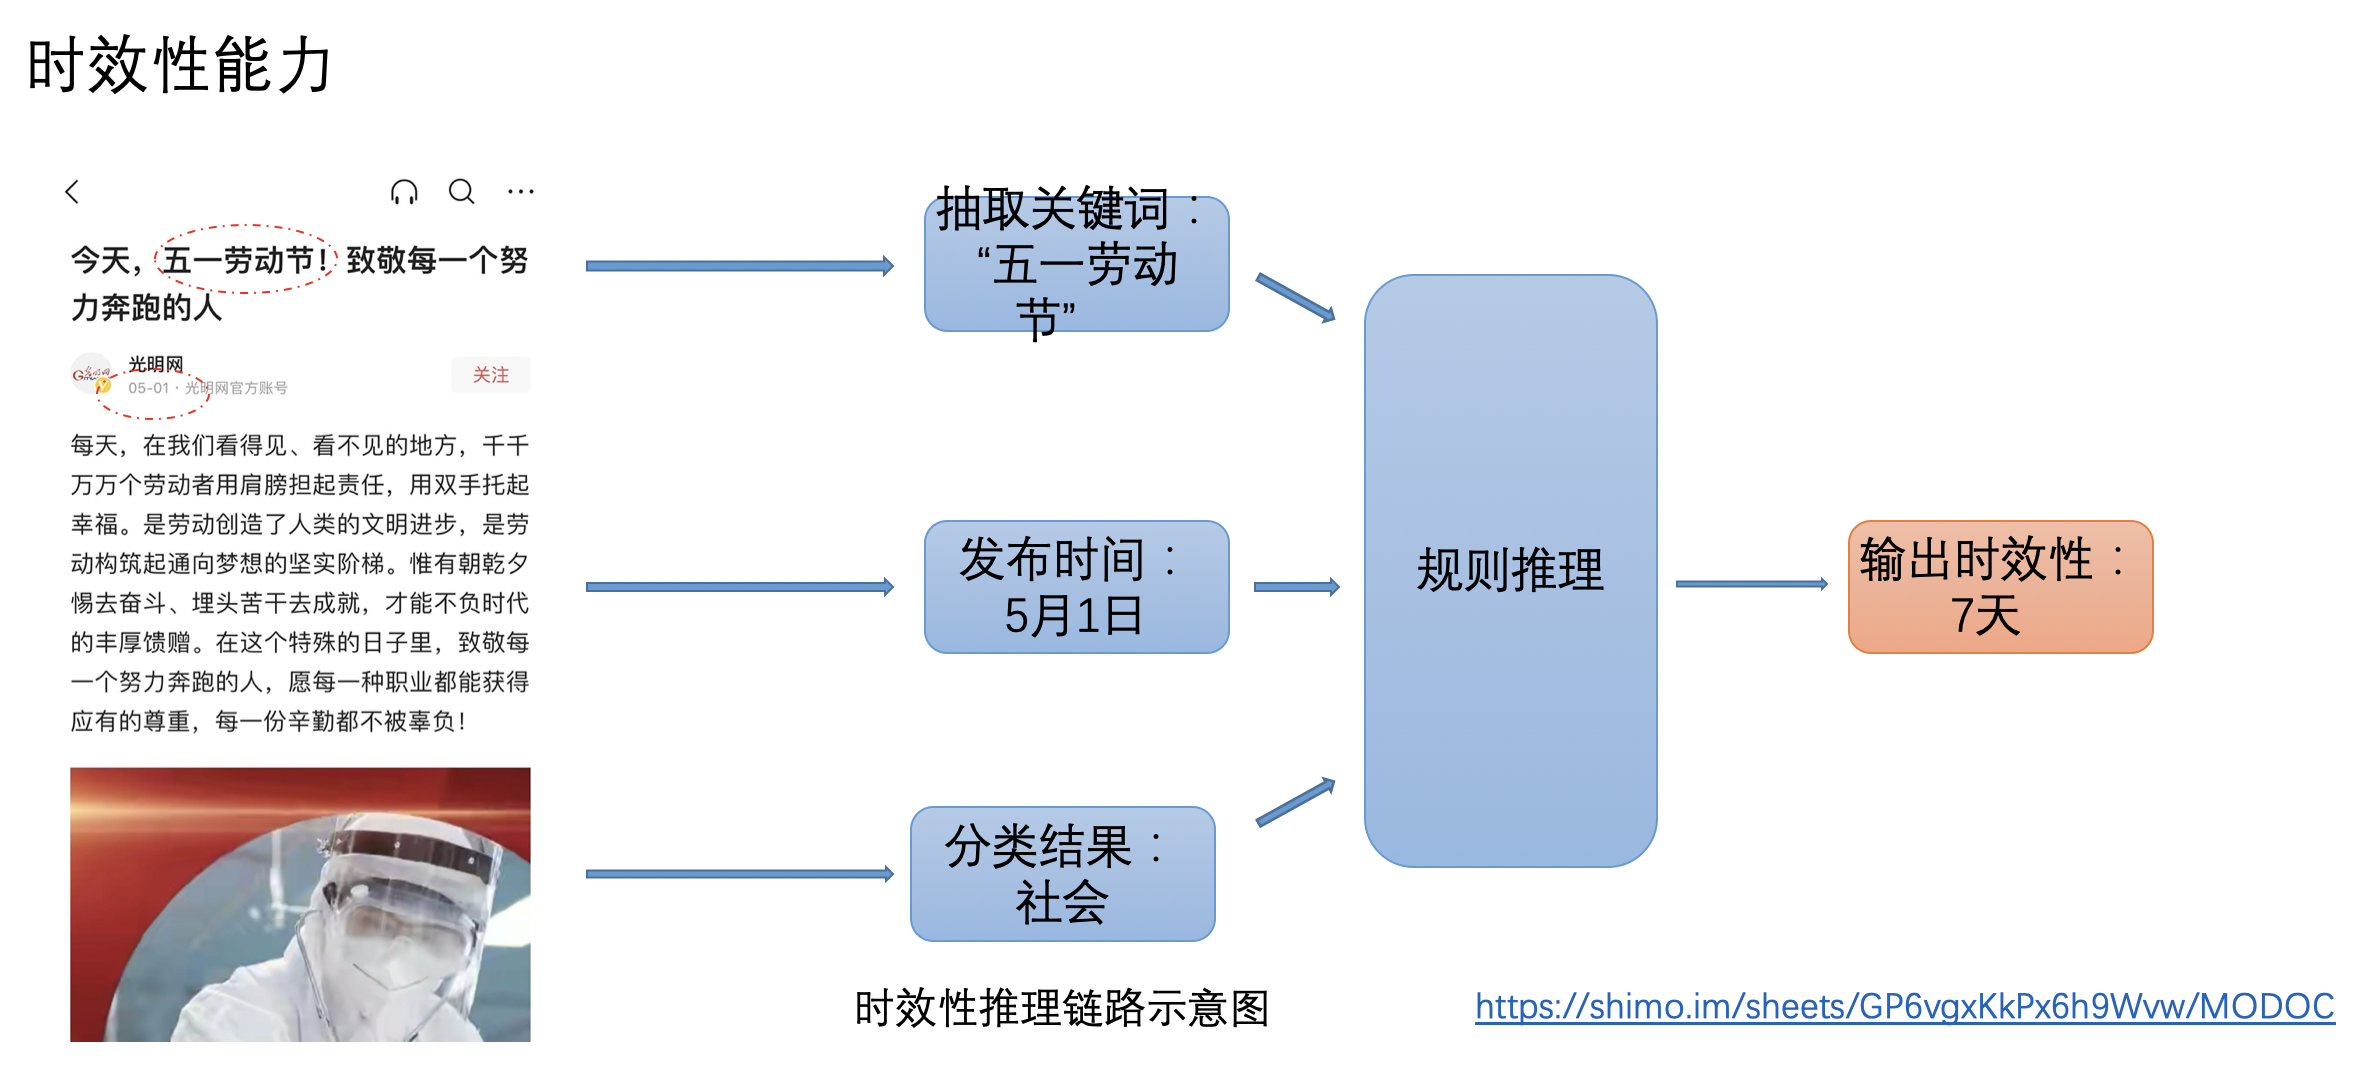 时效性能力
今天，五一劳动节！致敬每一个努
力奔跑的人
光明网
05-01 · 光明网官方账号
关注
每天，在我们看得见、看不见的地方，千千
万万个劳动者用肩膀担起责任，用双手托起
幸福。是劳动创造了人类的文明进步，是劳
动构筑起通向梦想的坚实阶梯。惟有朝乾夕
惕去奋斗、埋头苦干去成就，才能不负时代
的丰厚馈赠。在这个特殊的日子里，致敬每
一个努力奔跑的人，愿每一种职业都能获得
应有的尊重，每一份辛勤都不被辜负！
抽取关键词：
“五一劳动
节”
发布时间：
5月1日
分类结果：
社会
规则推理
输出时效性：
7天
时效性推理链路示意图
https://shimo.im/sheets/GP6vgxKkPx6h9Wvw/MODOC